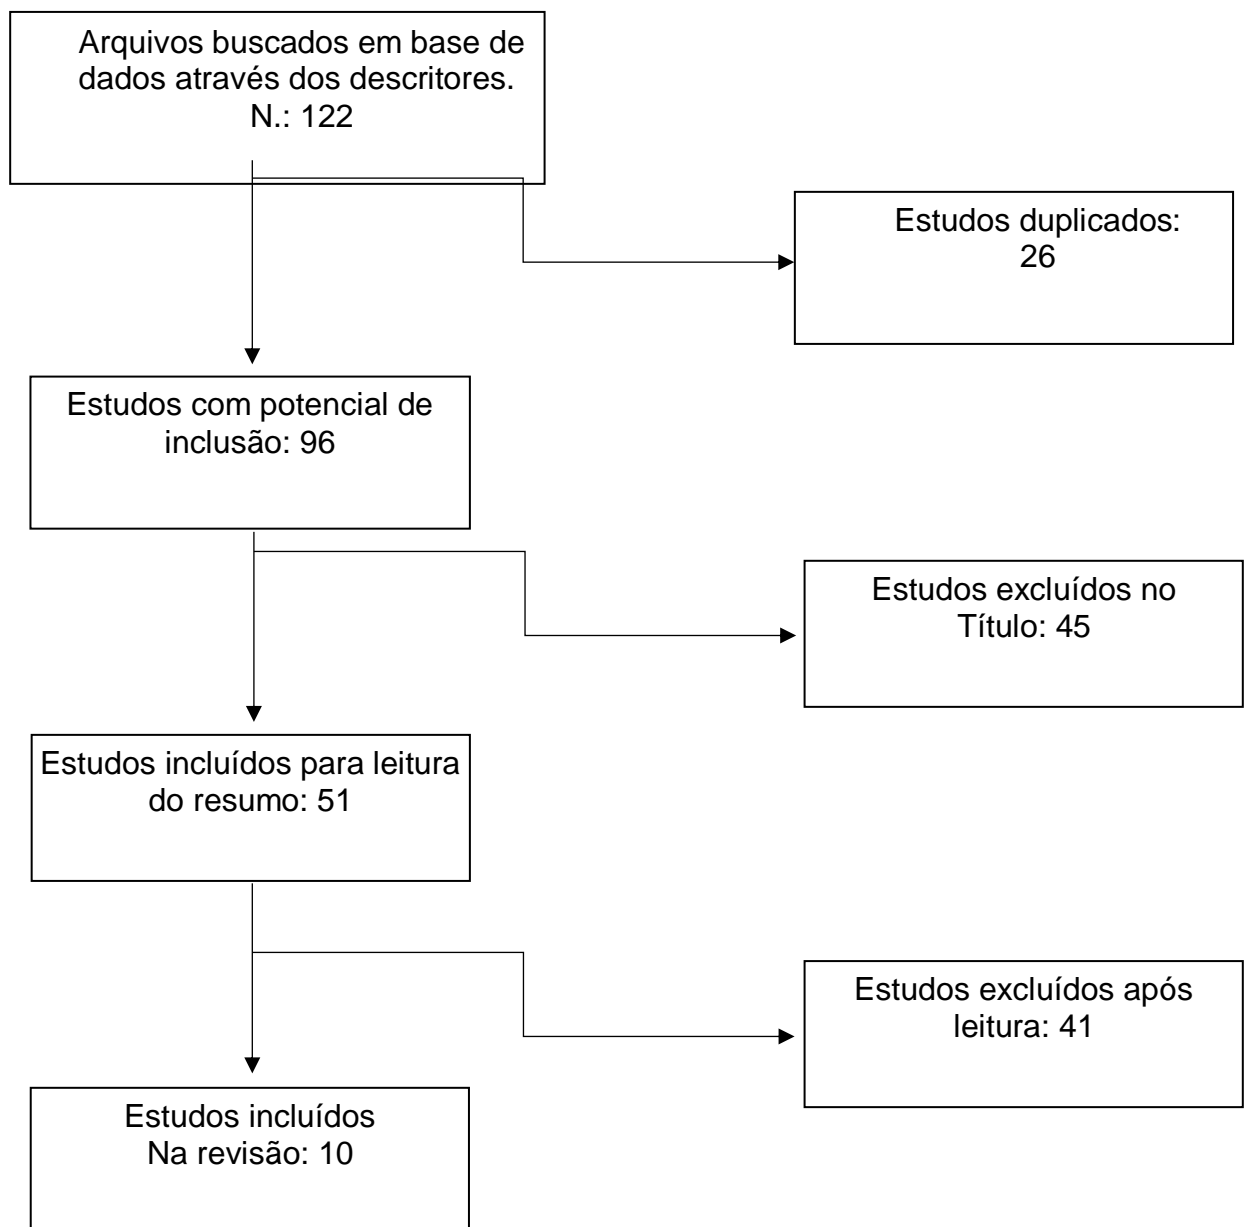 Arquivos buscados em base de
dados através dos descritores.
N.: 122
Estudos duplicados:
26
Estudos com potencial de
inclusão: 96
Estudos excluídos no
Título: 45
Estudos incluídos para leitura
do resumo: 51
Estudos excluídos após
leitura: 41
Estudos incluídos
Na revisão: 10